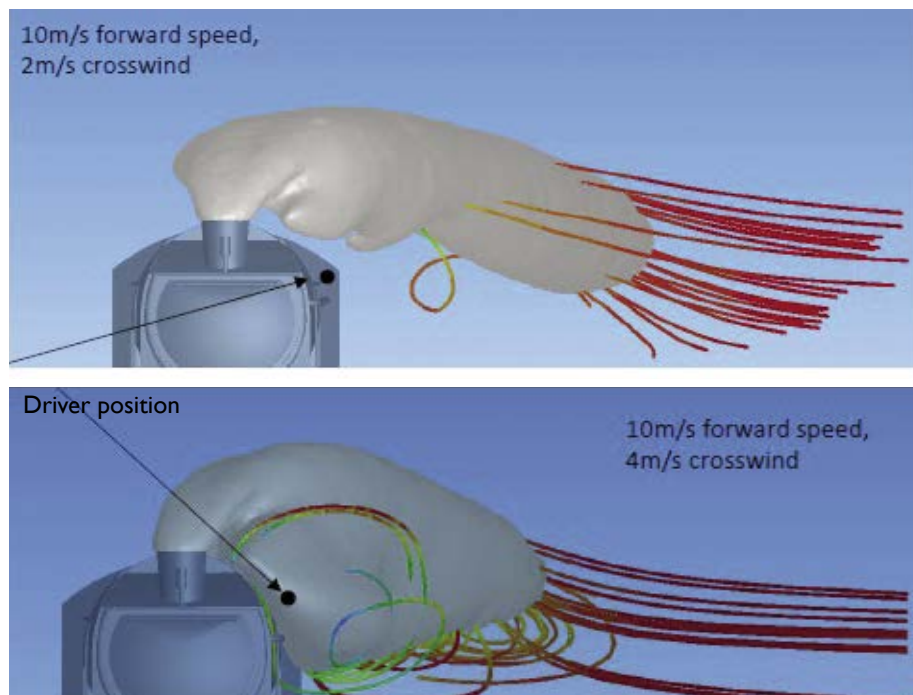 10m/s forward speed,
2m/s crosswind
Driver position
10m/s forward speed,
4m/s crosswind